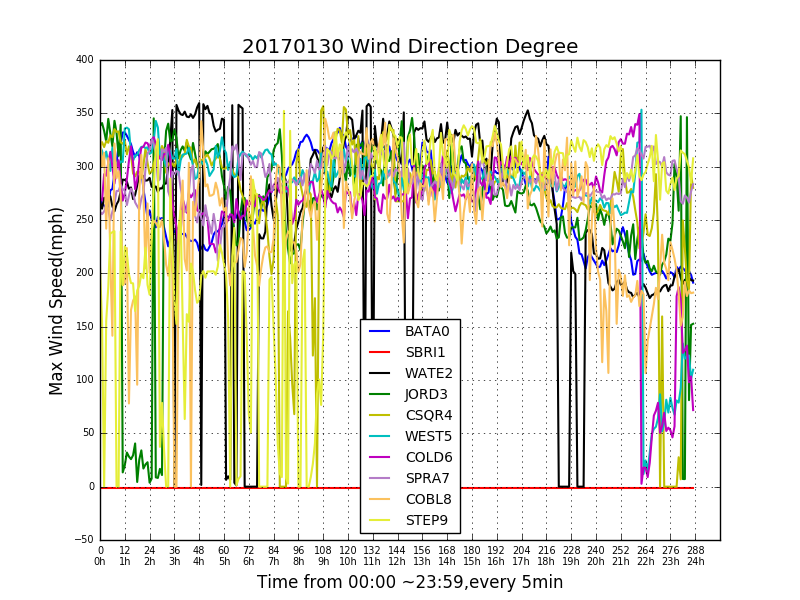 20170130 Wind Direction Degree
Max Wind Speed(mph)
400
350
300
250
200
150
100
50
0
−50
BATA0
SBRI1
WATE2
JORD3
CSQR4
WEST5
COLD6
SPRA7
COBL8
STEP9
0 12 24 36 48 60 72 84 96 108 120 132 144 156 168 180 192 204 216 228 240 252 264 276 288
0h 1h 2h 3h 4h 5h 6h 7h 8h 9h 10h 11h 12h 13h 14h 15h 16h 17h 18h 19h 20h 21h 22h 23h 24h
Time from 00:00 ~23:59,every 5min